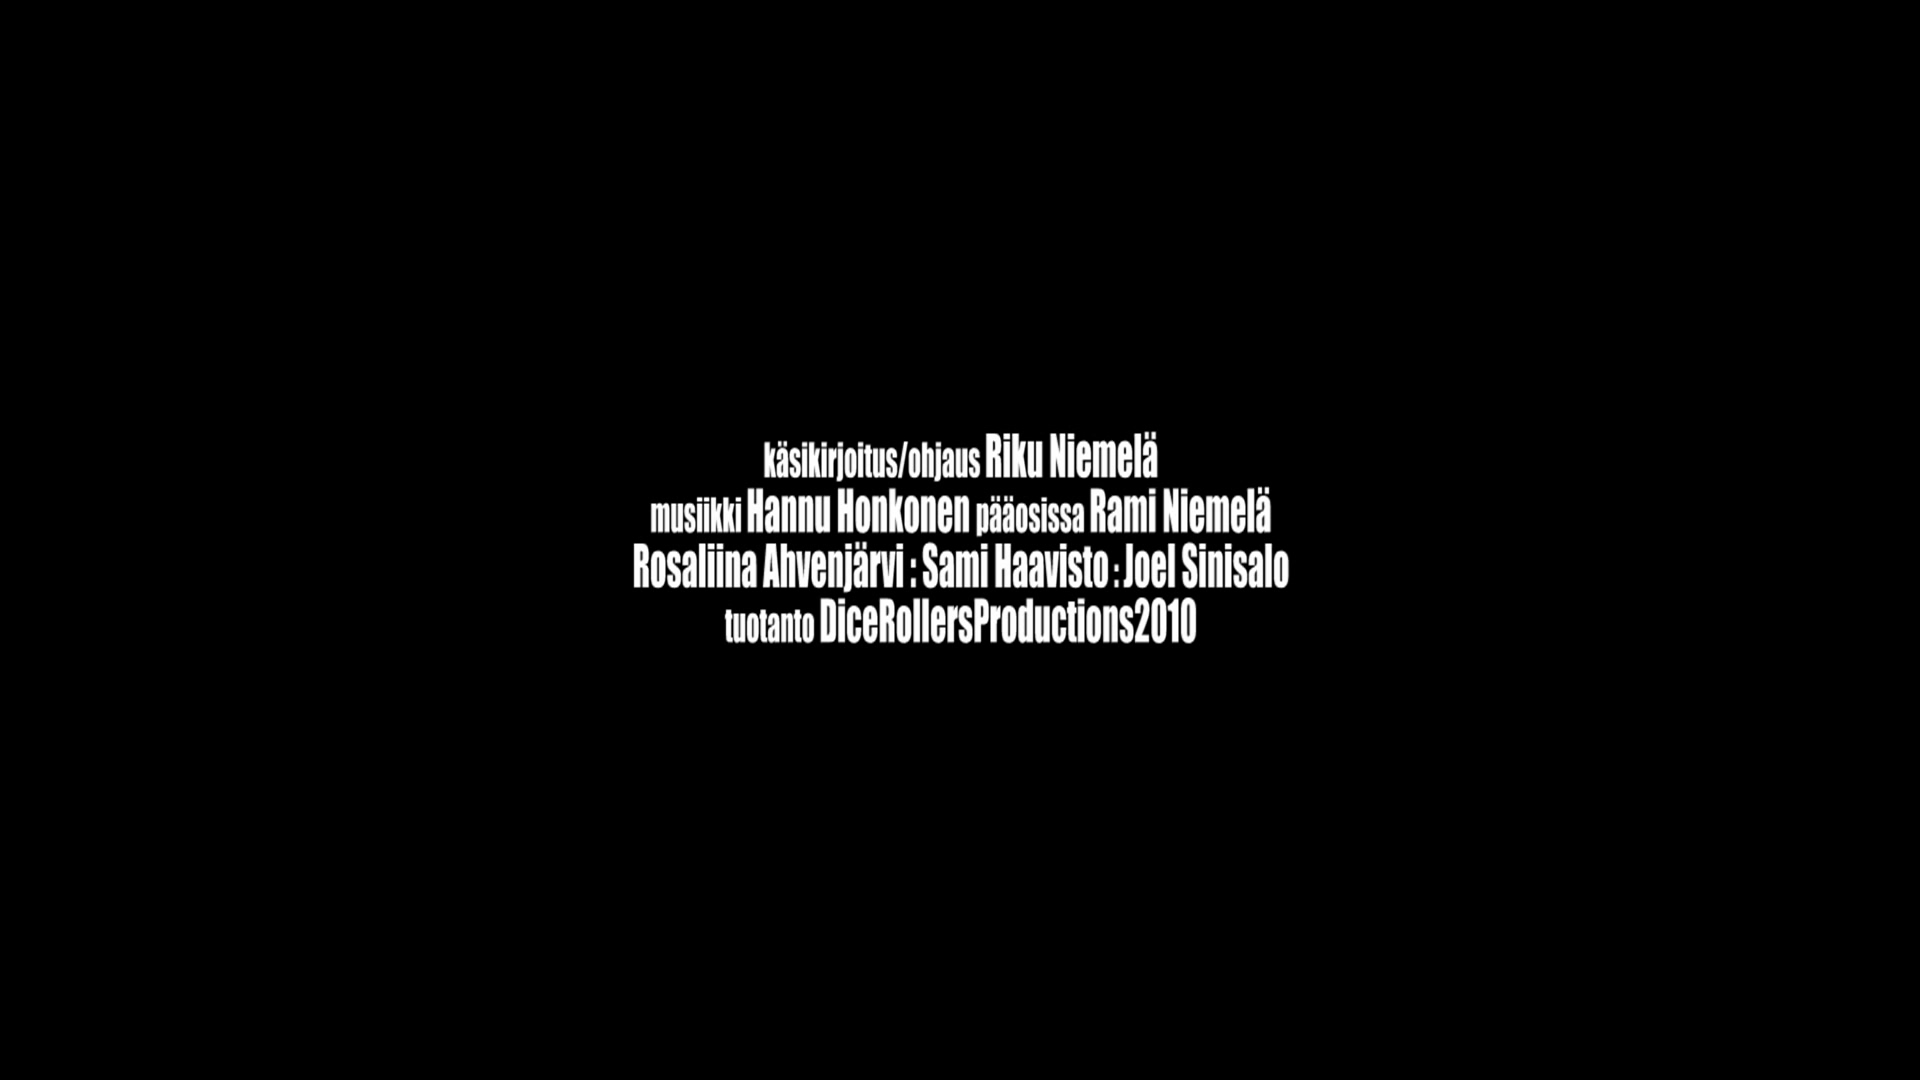 käsikirjoitus/ohjaus Riku Niemelä
musiikki Hannu Honkonen pääosissa Rami Niemelä
Rosaliina Ahvenjärvi : Sami Haavisto : Joel Sinisalo
tuotanto DiceRollersProductions2010